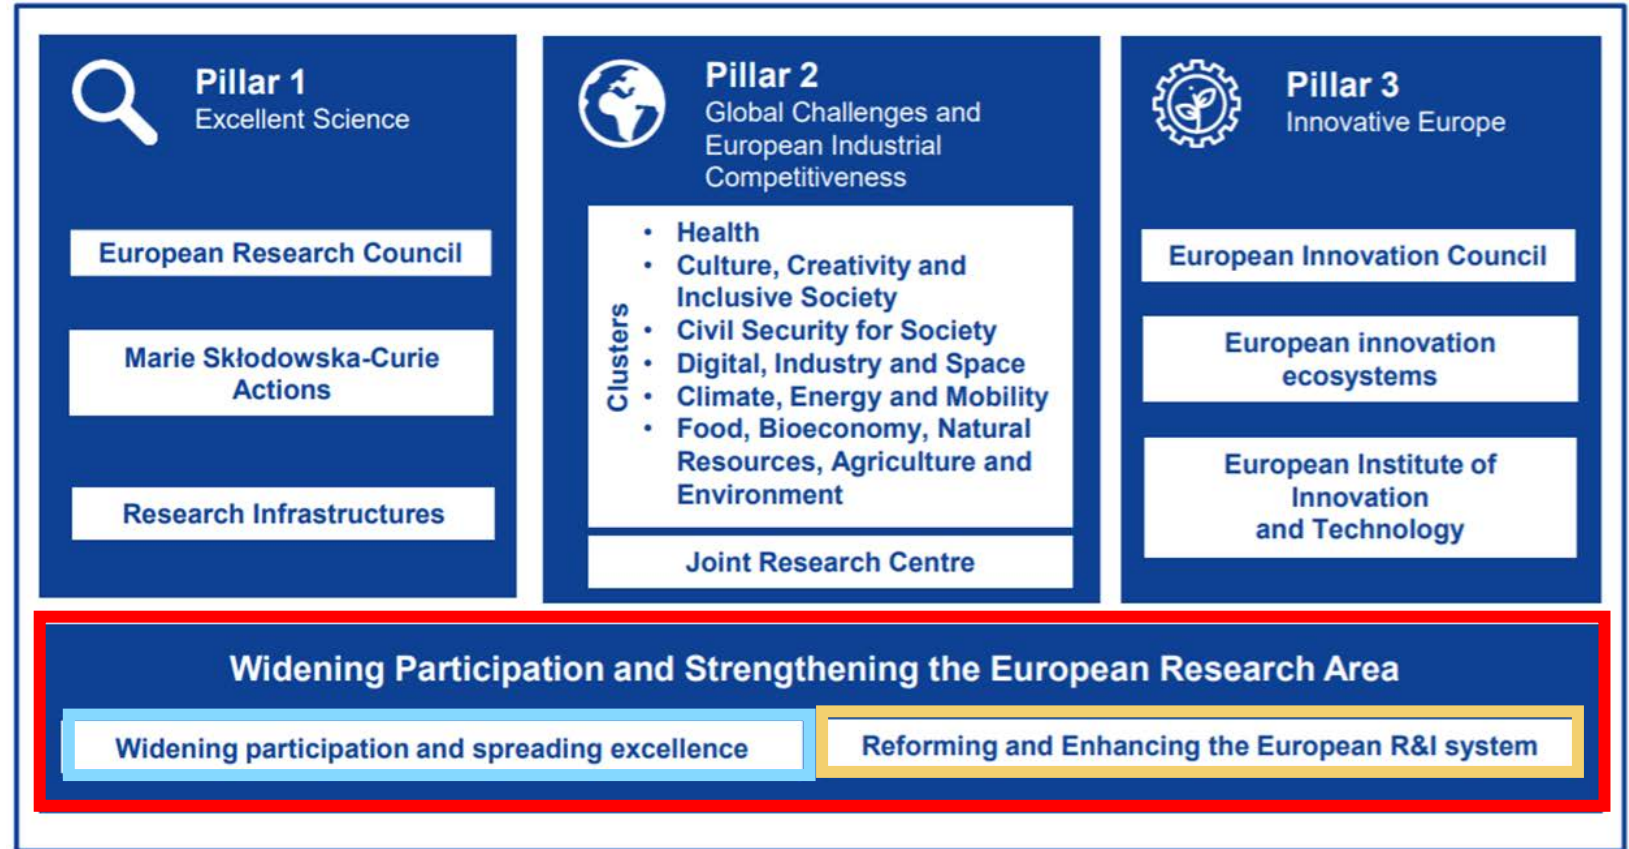 Pillar 1
Excellent Science
European Research Council
Marie Skłodowska-Curie
Actions
Research Infrastructures
Pillar 2
Global Challenges and
European Industrial
Competitiveness
Clusters
• Health
• Culture, Creativity and
Inclusive Society
• Civil Security for Society
• Digital, Industry and Space
• Climate, Energy and Mobility
• Food, Bioeconomy, Natural
Resources, Agriculture and
Environment
Joint Research Centre
Pillar 3
Innovative Europe
European Innovation Council
European innovation
ecosystems
European Institute of
Innovation
and Technology
Widening Participation and Strengthening the European Research Area
Widening participation and spreading excellence
Reforming and Enhancing the European R&I system